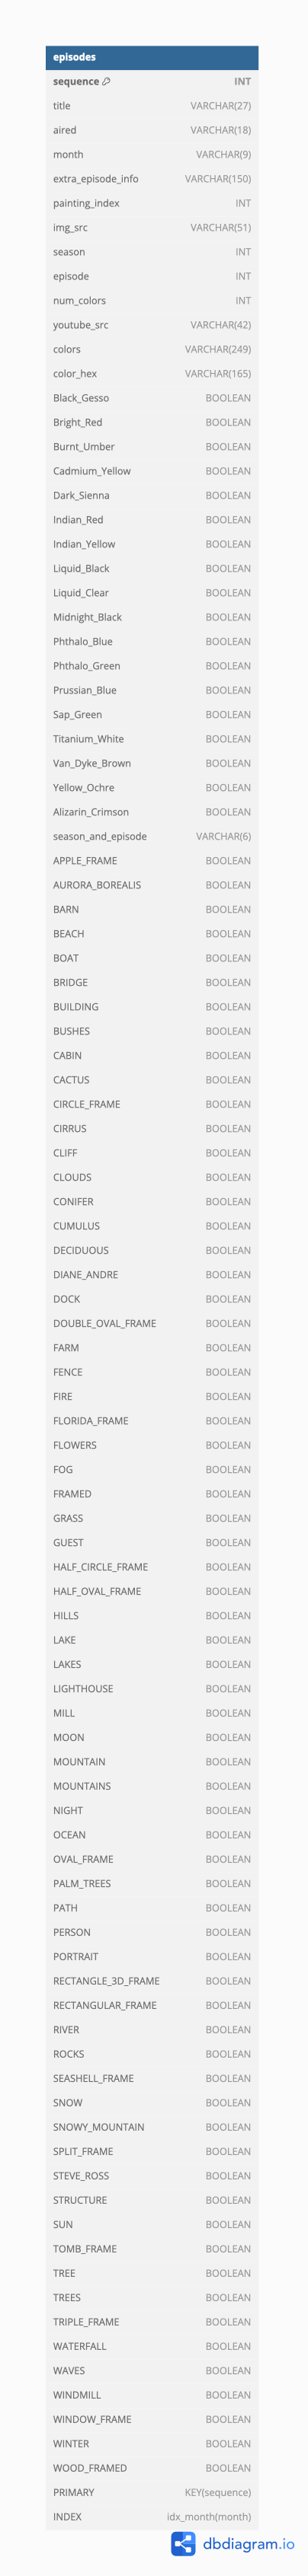 episodes
sequence INT
title VARCHAR(27)
aired VARCHAR(18)
month VARCHAR(9)
extra_episode_info VARCHAR(150)
painting_index INT
img_src VARCHAR(51)
season INT
episode INT
num_colors INT
youtube_src VARCHAR(42)
colors VARCHAR(249)
color_hex VARCHAR(165)
Black_Gesso BOOLEAN
Bright_Red BOOLEAN
Burnt_Umber BOOLEAN
Cadmium_Yellow BOOLEAN
Dark_Sienna BOOLEAN
Indian_Red BOOLEAN
Indian_Yellow BOOLEAN
Liquid_Black BOOLEAN
Liquid_Clear BOOLEAN
Midnight_Black BOOLEAN
Phthalo_Blue BOOLEAN
Phthalo_Green BOOLEAN
Prussian_Blue BOOLEAN
Sap_Green BOOLEAN
Titanium_White BOOLEAN
Van_Dyke_Brown BOOLEAN
Yellow_Ochre BOOLEAN
Alizarin_Crimson BOOLEAN
season_and_episode VARCHAR(6)
APPLE_FRAME BOOLEAN
AURORA_BOREALIS BOOLEAN
BARN BOOLEAN
BEACH BOOLEAN
BOAT BOOLEAN
BRIDGE BOOLEAN
BUILDING BOOLEAN
BUSHES BOOLEAN
CABIN BOOLEAN
CACTUS BOOLEAN
CIRCLE_FRAME BOOLEAN
CIRRUS BOOLEAN
CLIFF BOOLEAN
CLOUDS BOOLEAN
CONIFER BOOLEAN
CUMULUS BOOLEAN
DECIDUOUS BOOLEAN
DIANE_ANDRE BOOLEAN
DOCK BOOLEAN
DOUBLE_OVAL_FRAME BOOLEAN
FARM BOOLEAN
FENCE BOOLEAN
FIRE BOOLEAN
FLORIDA_FRAME BOOLEAN
FLOWERS BOOLEAN
FOG BOOLEAN
FRAMED BOOLEAN
GRASS BOOLEAN
GUEST BOOLEAN
HALF_CIRCLE_FRAME BOOLEAN
HALF_OVAL_FRAME BOOLEAN
HILLS BOOLEAN
LAKE BOOLEAN
LAKES BOOLEAN
LIGHTHOUSE BOOLEAN
MILL BOOLEAN
MOON BOOLEAN
MOUNTAIN BOOLEAN
MOUNTAINS BOOLEAN
NIGHT BOOLEAN
OCEAN BOOLEAN
OVAL_FRAME BOOLEAN
PALM_TREES BOOLEAN
PATH BOOLEAN
PERSON BOOLEAN
PORTRAIT BOOLEAN
RECTANGLE_3D_FRAME BOOLEAN
RECTANGULAR_FRAME BOOLEAN
RIVER BOOLEAN
ROCKS BOOLEAN
SEASHELL_FRAME BOOLEAN
SNOW BOOLEAN
SNOWY_MOUNTAIN BOOLEAN
SPLIT_FRAME BOOLEAN
STEVE_ROSS BOOLEAN
STRUCTURE BOOLEAN
SUN BOOLEAN
TOMB_FRAME BOOLEAN
TREE BOOLEAN
TREES BOOLEAN
TRIPLE_FRAME BOOLEAN
WATERFALL BOOLEAN
WAVES BOOLEAN
WINDMILL BOOLEAN
WINDOW_FRAME BOOLEAN
WINTER BOOLEAN
WOOD_FRAMED BOOLEAN
PRIMARY KEY(sequence)
INDEX idx_month(month)
dbdiagram.io